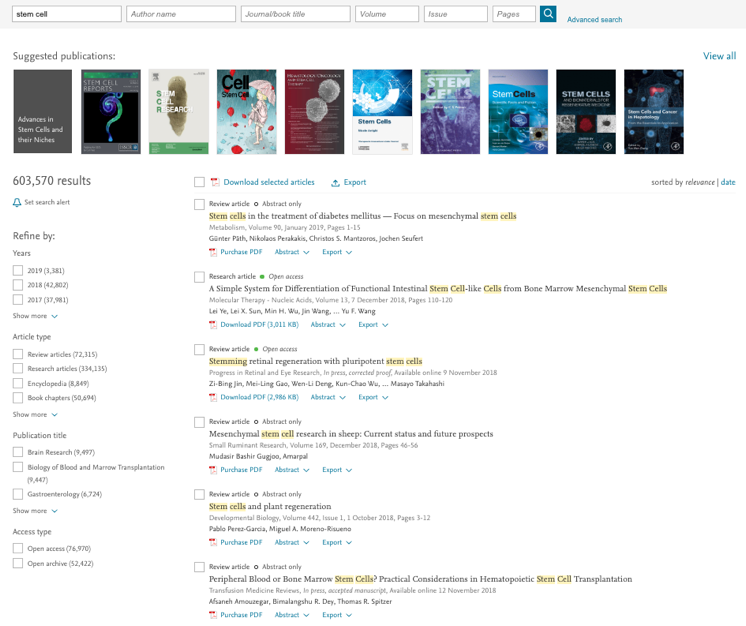 stem cell Author name Journal/book title Volume Issue Pages Advanced search
Suggested publications: View all
Advances in
Stem Cells and
their Niches
STEM CELL
REPORTS
Cell
Stem Cell
Stem Cells
STEM
CELLS
StemCells
Stem Cells and Cancer
in Hepatology
603,570 results
Download selected articles Export sorted by relevance | date
Set search alert
Refine by:
Years
2019 (3,381)
2018 (42,802)
2017 (37,981)
Show more
Article type
Review articles (72,315)
Research articles (334,135)
Encyclopedia (8,849)
Book chapters (50,694)
Show more
Publication title
Brain Research (9,497)
Biology of Blood and Marrow Transplantation
(9,447)
Gastroenterology (6,724)
Show more
Access type
Open access (76,970)
Open archive (52,422)
Review article Abstract only
Stem cells in the treatment of diabetes mellitus — Focus on mesenchymal stem cells
Metabolism, Volume 90, January 2019, Pages 1-15
Günter Päth, Nikolaos Perakakis, Christos S. Mantzoros, Jochen Seufert
Purchase PDF Abstract Export
Research article Open access
A Simple System for Differentiation of Functional Intestinal Stem Cell-like Cells from Bone Marrow Mesenchymal Stem Cells
Molecular Therapy - Nucleic Acids, Volume 13, 7 December 2018, Pages 110-120
Lei Ye, Lei X. Sun, Min H. Wu, Jin Wang, ... Yu F. Wang
Download PDF (3,011 KB) Abstract Export
Review article Open access
Stemming retinal regeneration with pluripotent stem cells
Progress in Retinal and Eye Research, In press, corrected proof, Available online 9 November 2018
Zi-Bing Jin, Mei-Ling Gao, Wen-Li Deng, Kun-Chao Wu, ... Masayo Takahashi
Download PDF (2,986 KB) Abstract Export
Review article Abstract only
Mesenchymal stem cell research in sheep: Current status and future prospects
Small Ruminant Research, Volume 169, December 2018, Pages 46-56
Mudasir Bashir Gugjoo, Amarpal
Purchase PDF Abstract Export
Review article Abstract only
Stem cells and plant regeneration
Developmental Biology, Volume 442, Issue 1, 1 October 2018, Pages 3-12
Pablo Perez-Garcia, Miguel A. Moreno-Risueno
Purchase PDF Abstract Export
Review article Abstract only
Peripheral Blood or Bone Marrow Stem Cells? Practical Considerations in Hematopoietic Stem Cell Transplantation
Transfusion Medicine Reviews, In press, accepted manuscript, Available online 12 November 2018
Afsaneh Amouzegar, Bimalangshu R. Dey, Thomas R. Spitzer
Purchase PDF Abstract Export